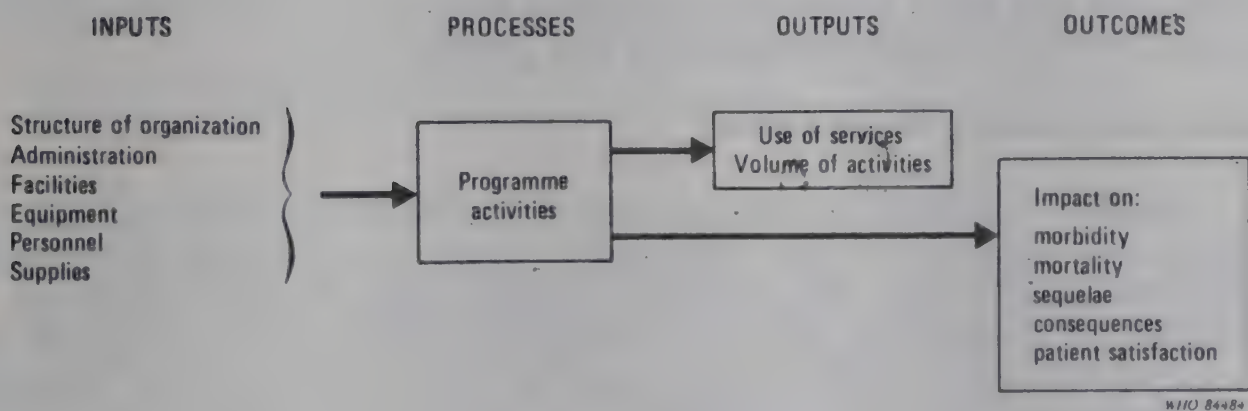 INPUTS
PROCESSES
OUTPUTS
OUTCOMES
Structure of organization
Administration
Facilities
Equipment
Personnel
Supplies
Programme
activities
Use of services
Volume of activities
Impact on:
morbidity
mortality
sequelae
consequences
patient satisfaction
WHO 84484